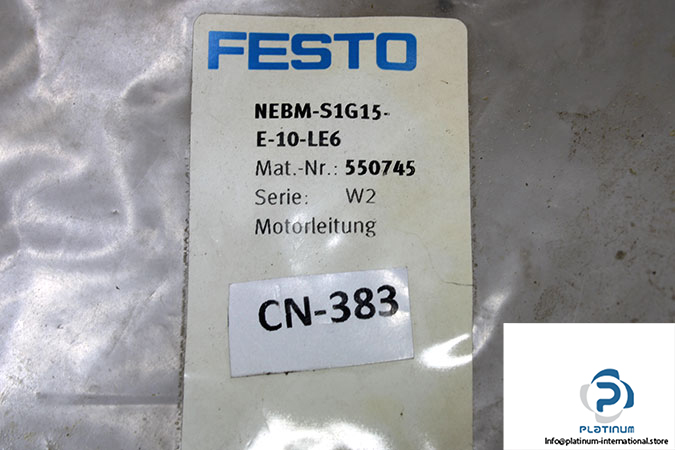 FESTO
NEBM-S1G15-
E-10-LE6
Mat.-Nr.: 550745
Serie: W2
Motorleitung
CN-383
PLATINUM
Info@platinum-international.store